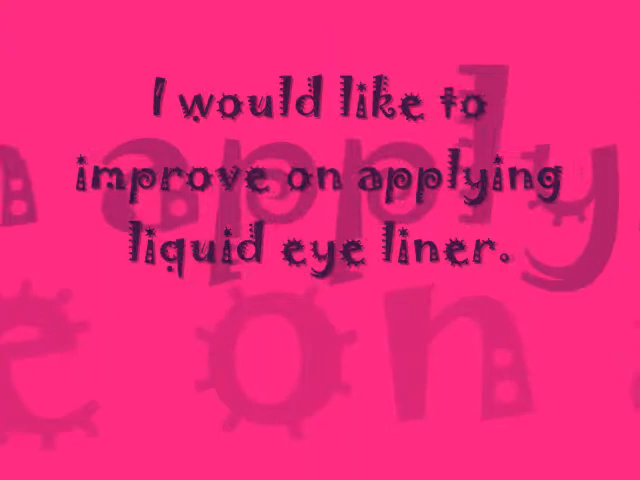 I would like to
improve on applying
liquid eye liner.